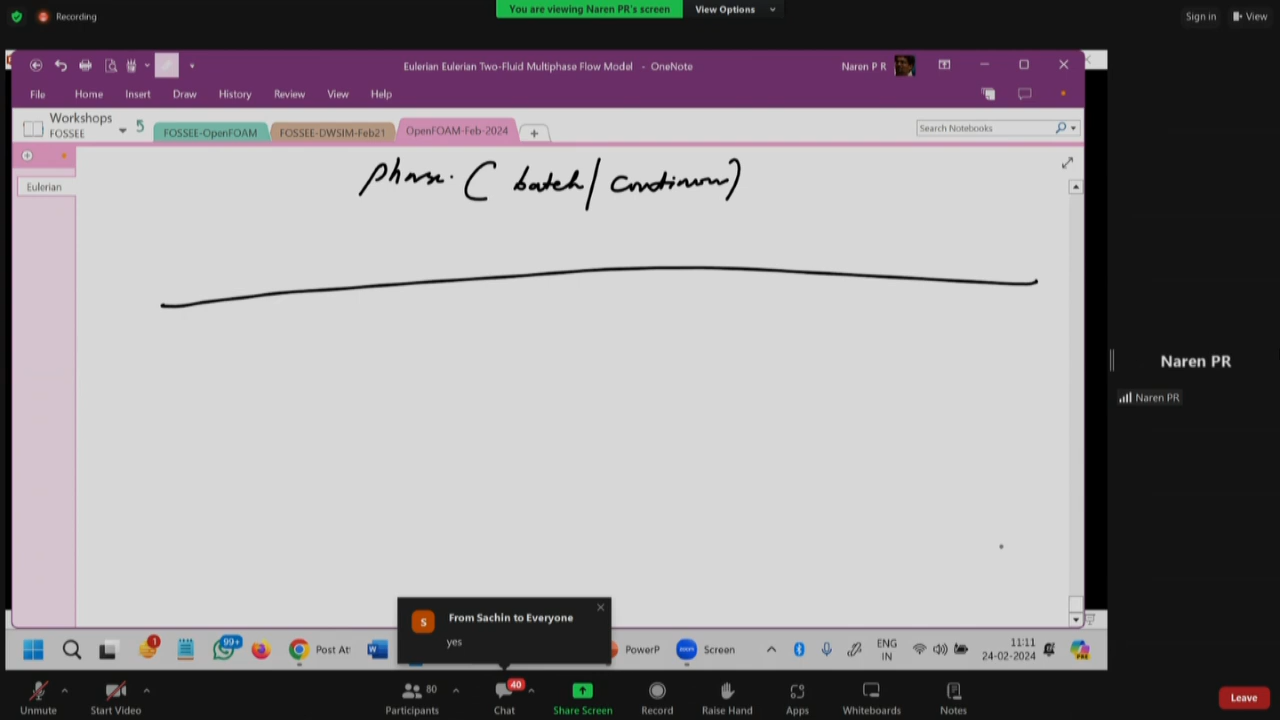 Recording
You are viewing Naren PR's screen
View Options
Sign in
View
Eulerian Eulerian Two-Fluid Multiphase Flow Model - OneNote
Naren P R
File
Home
Insert
Draw
History
Review
View
Help
Workshops
FOSSEE
FOSSEE-OpenFOAM
FOSSEE-DWSIM-Feb21
OpenFOAM-Feb-2024
Search Notebooks
Eulerian
phase. ( batch/
Naren PR
Naren PR
S
From Sachin to Everyone
yes
1
99+
Post At
PowerP
Screen
ENG
IN
11:11
24-02-2024
Unmute
Start Video
80
Participants
40
Chat
Share Screen
Record
Raise Hand
Apps
Whiteboards
Notes
Leave